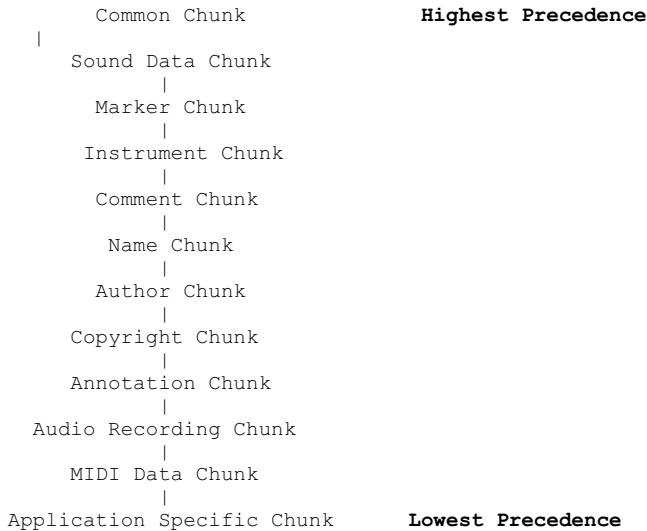 Common Chunk Highest Precedence
|
Sound Data Chunk
|
Marker Chunk
|
Instrument Chunk
|
Comment Chunk
|
Name Chunk
|
Author Chunk
|
Copyright Chunk
|
Annotation Chunk
|
Audio Recording Chunk
|
MIDI Data Chunk
|
Application Specific Chunk Lowest Precedence